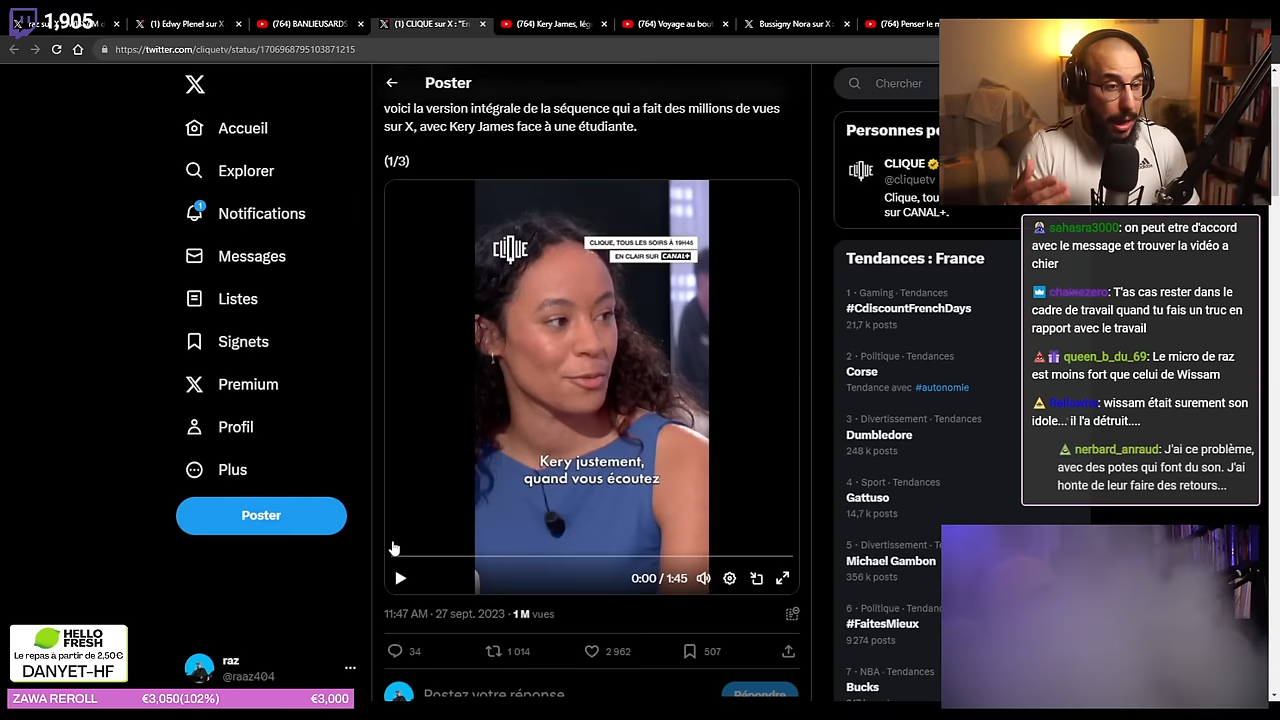 1,905
(1) Edwy Plenel sur X
(764) BANLIEUSARDS
(1) CLIQUE sur X : "En
(764) Kery James, lég
(764) Voyage au bout
Bussigny Nora sur X
(764) Penser le m
https://twitter.com/cliquetv/status/1706968795103871215
Accueil
Explorer
1
Notifications
Messages
Listes
Signets
Premium
Profil
Plus
Poster
raz
@raaz404
HELLO
FRESH
Le repas à partir de 2,50€
DANYET-HF
ZAWA REROLL €3,050(102%) €3,000
Poster
voici la version intégrale de la séquence qui a fait des millions de vues
sur X, avec Kery James face à une étudiante.
(1/3)
CLIQUE
CLIQUE, TOUS LES SOIRS À 19H45
EN CLAIR SUR CANAL+
Kery justement,
quand vous écoutez
0:00 / 1:45
11:47 AM · 27 sept. 2023 · 1 M vues
34 1 014 2 962 507
Postez votre réponse
Répondre
Chercher
Personnes pe
CLIQUE
CLIQUE
@cliquetv
Clique, tou
sur CANAL+.
Tendances : France
1 · Gaming · Tendances
#CdiscountFrenchDays
21,7 k posts
2 · Politique · Tendances
Corse
Tendance avec #autonomie
3 · Divertissement · Tendances
Dumbledore
248 k posts
4 · Sport · Tendances
Gattuso
14,7 k posts
5 · Divertissement · T
Michael Gambon
356 k posts
6 · Politique · Tendanc
#FaitesMieux
9 274 posts
7 · NBA · Tendances
Bucks
sahasra3000: on peut etre d'accord
avec le message et trouver la vidéo a
chier
chainezero: T'as cas rester dans le
cadre de travail quand tu fais un truc en
rapport avec le travail
queen_b_du_69: Le micro de raz
est moins fort que celui de Wissam
: wissam était surement son
idole... il l'a détruit....
nerbard_anraud: J'ai ce problème,
avec des potes qui font du son. J'ai
honte de leur faire des retours...